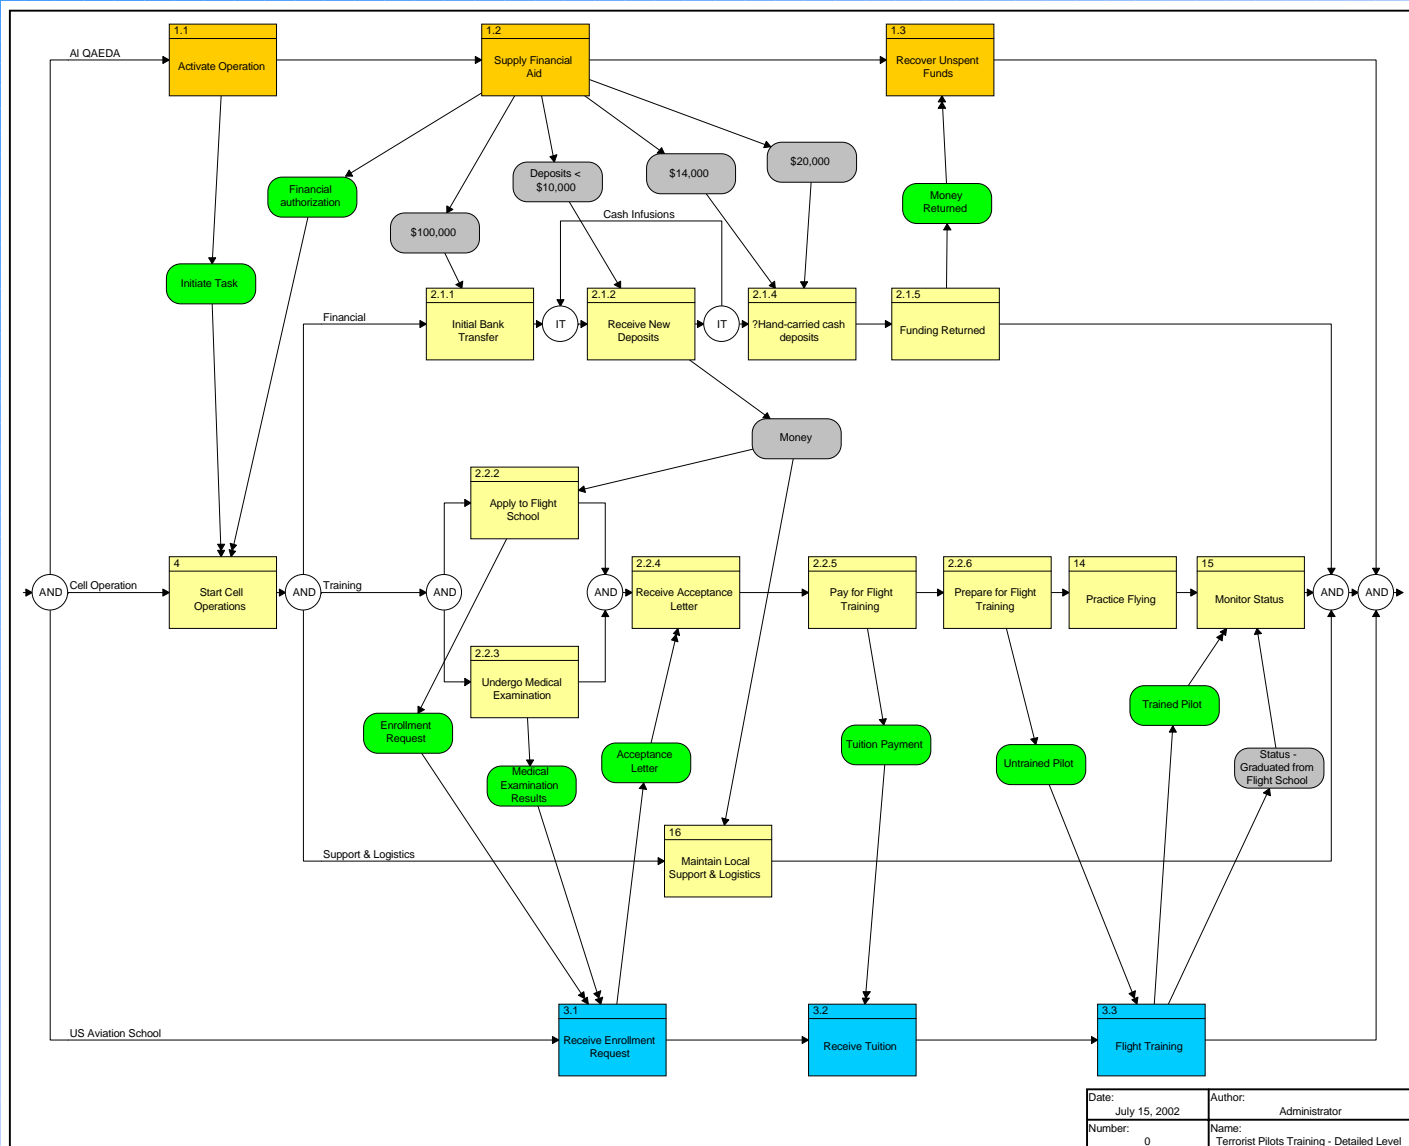 1.1
1.2
1.3
Al QAEDA
Activate Operation
Supply Financial
Aid
Recover Unspent
Funds
Deposits <
$10,000
$14,000
$20,000
Financial
authorization
$100,000
Money
Returned
Cash Infusions
Initiate Task
2.1.1
2.1.2
2.1.4
2.1.5
Financial
Initial Bank
Transfer
IT
Receive New
Deposits
IT
?Hand-carried cash
deposits
Funding Returned
Money
2.2.2
Apply to Flight
School
4
2.2.4
2.2.5
2.2.6
14
15
AND
Cell Operation
Start Cell
Operations
AND
Training
AND
AND
Receive Acceptance
Letter
Pay for Flight
Training
Prepare for Flight
Training
Practice Flying
Monitor Status
AND
AND
2.2.3
Undergo Medical
Examination
Enrollment
Request
Medical
Examination
Results
Acceptance
Letter
Tuition Payment
Untrained Pilot
Trained Pilot
Status -
Graduated from
Flight School
16
Support & Logistics
Maintain Local
Support & Logistics
3.1
3.2
3.3
US Aviation School
Receive Enrollment
Request
Receive Tuition
Flight Training
Date:
July 15, 2002
Author:
Administrator
Number:
0
Name:
Terrorist Pilots Training - Detailed Level